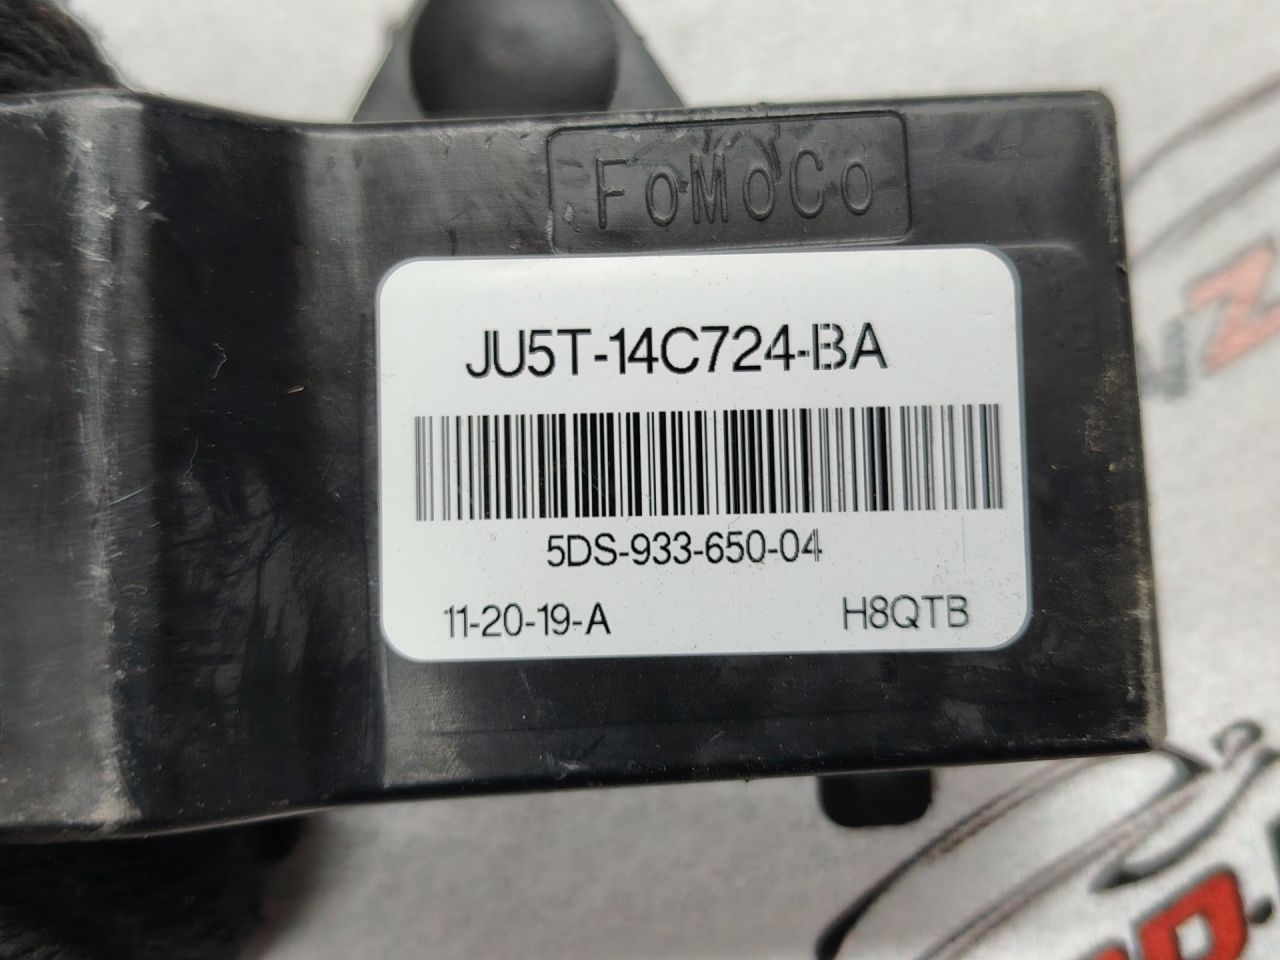 FoMoCo
JU5T-14C724-BA
5DS-933-650-04
11-20-19-A H8QTB